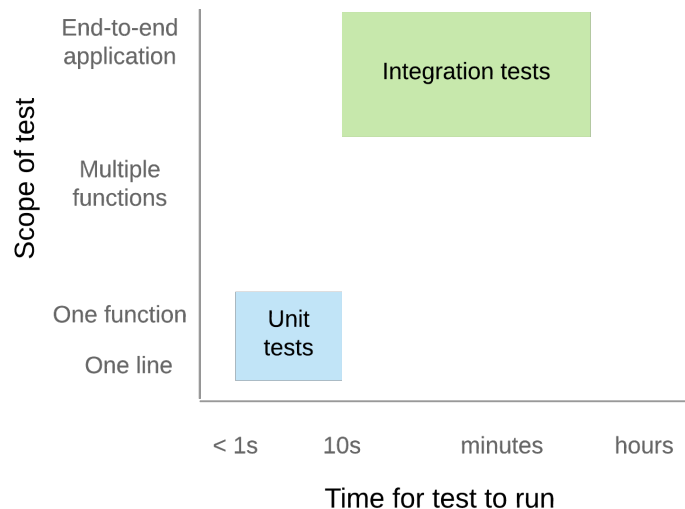 End-to-end
application
Integration tests
Scope of test
Multiple
functions
One function
Unit
tests
One line
< 1s
10s
minutes
hours
Time for test to run